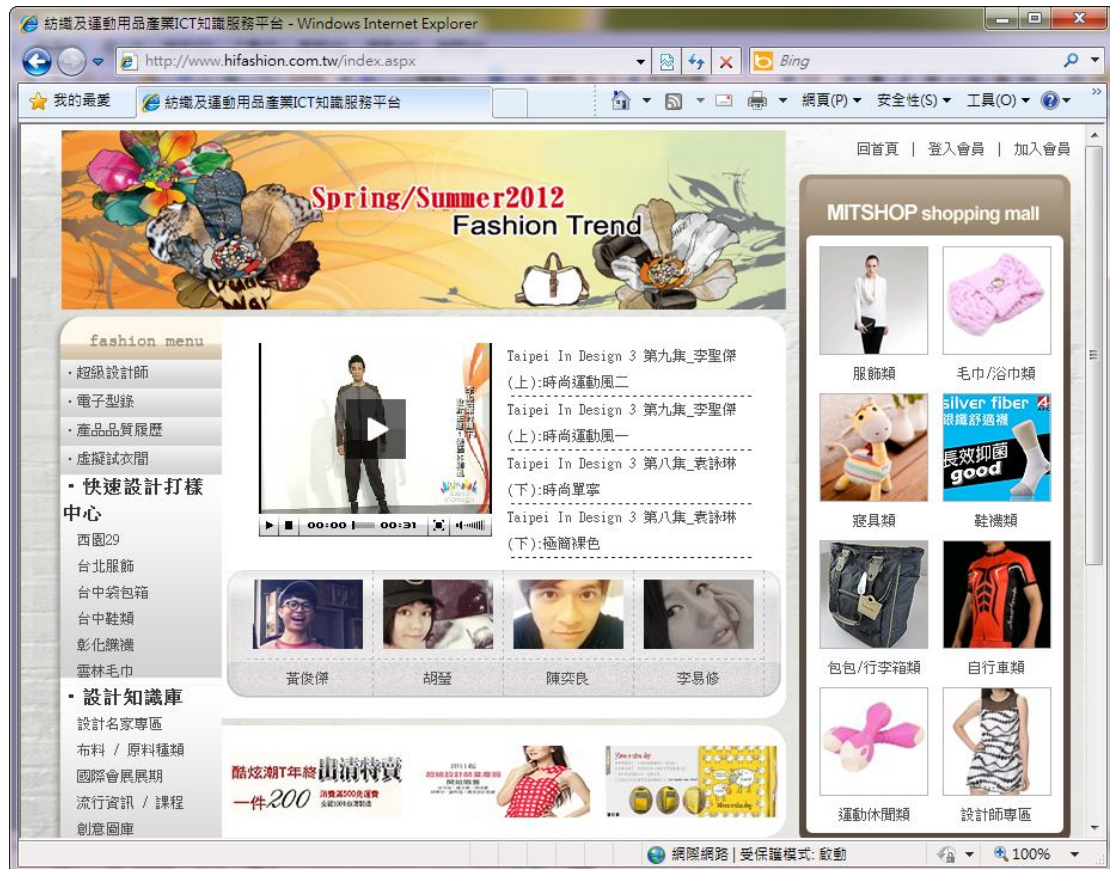 紡織及運動用品產業ICT知識服務平台 - Windows Internet Explorer
http://www.hifashion.com.tw/index.aspx
Bing
我的最愛
紡織及運動用品產業ICT知識服務平台
網頁(P)
安全性(S)
工具(O)
回首頁 | 登入會員 | 加入會員
Spring/Summer2012
Fashion Trend
fashion menu
・超級設計師
・電子型錄
・產品品質履歷
・虛擬試衣間
・快速設計打樣
中心
西園29
台北服飾
台中袋包箱
台中鞋類
彰化織襪
雲林毛巾
・設計知識庫
設計名家專區
布料 / 原料種類
國際會展展期
流行資訊 / 課程
創意圖庫
00:00
00:31
Taipei In Design 3 第九集_李聖傑
(上):時尚運動風二
Taipei In Design 3 第九集_李聖傑
(上):時尚運動風一
Taipei In Design 3 第八集_袁詠琳
(下):時尚單寧
Taipei In Design 3 第八集_袁詠琳
(下):極簡裸色
黃俊傑
胡瑩
陳奕良
李易修
酷炫潮T年終出清特賣
一件200
消費滿500免運費
MITSHOP shopping mall
服飾類
毛巾/浴巾類
silver fiber
銀纖舒適襪
長效抑菌
good
寢具類
鞋襪類
包包/行李箱類
自行車類
運動休閒類
設計師專區
網際網路 | 受保護模式: 啟動
100%